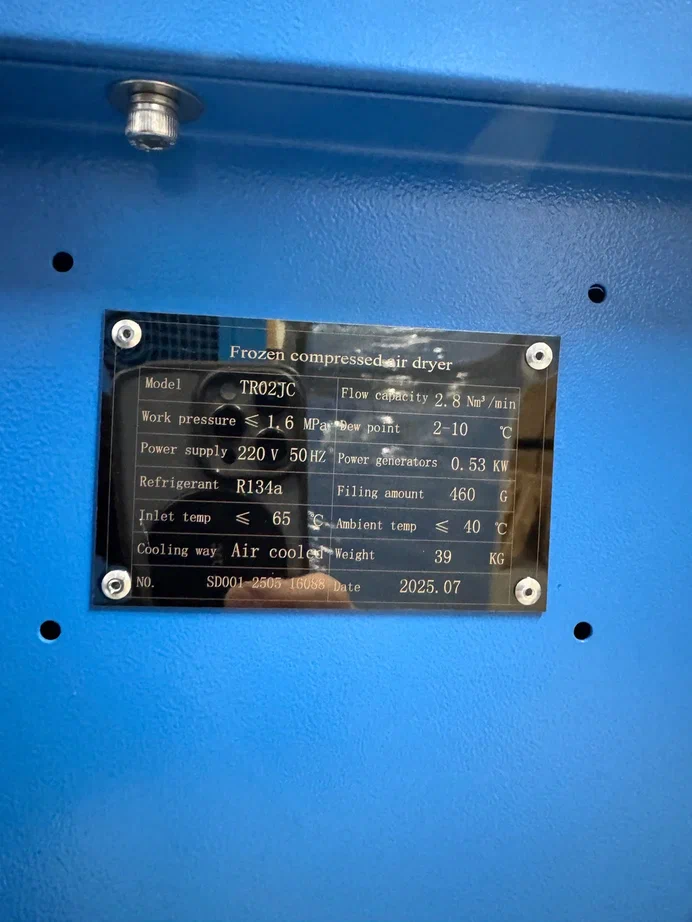 Frozen compressed air dryer
Model TR02JC Flow capacity 2.8 Nm³/min
Work pressure ≤ 1.6 MPa Dew point 2-10 ℃
Power supply 220 V 50 HZ Power generators 0.53 KW
Refrigerant R134a Filing amount 460 G
Inlet temp ≤ 65 ℃ Ambient temp ≤ 40 ℃
Cooling way Air cooled Weight 39 KG
NO. SD001-2505 16088 Date 2025.07